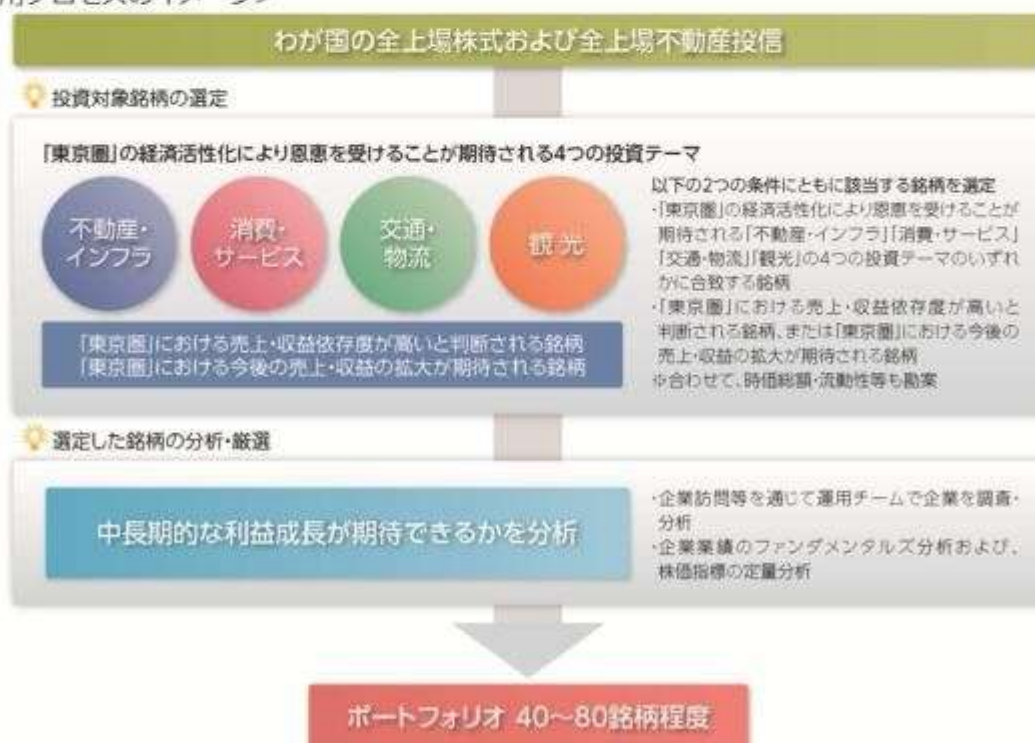 わが国の全上場株式および全上場不動産投信
投資対象銘柄の選定
「東京圏」の経済活性化により恩恵を受けることが期待される4つの投資テーマ
不動産・
インフラ
消費・
サービス
交通・
物流
観光
「東京圏」における売上・収益依存度が高いと判断される銘柄
「東京圏」における今後の売上・収益の拡大が期待される銘柄
以下の2つの条件にともに該当する銘柄を選定
・「東京圏」の経済活性化により恩恵を受けることが
期待される「不動産・インフラ」「消費・サービス」
「交通・物流」「観光」の4つの投資テーマのいずれ
かに合致する銘柄
・「東京圏」における売上・収益依存度が高いと
判断される銘柄、または「東京圏」における今後の
売上・収益の拡大が期待される銘柄
※合わせて、時価総額・流動性等も勘案
選定した銘柄の分析・厳選
中長期的な利益成長が期待できるかを分析
・企業訪問等を通じて運用チームで企業を調査・
分析
・企業業績のファンダメンタルズ分析および、
株価指標の定量分析
ポートフォリオ 40〜80銘柄程度